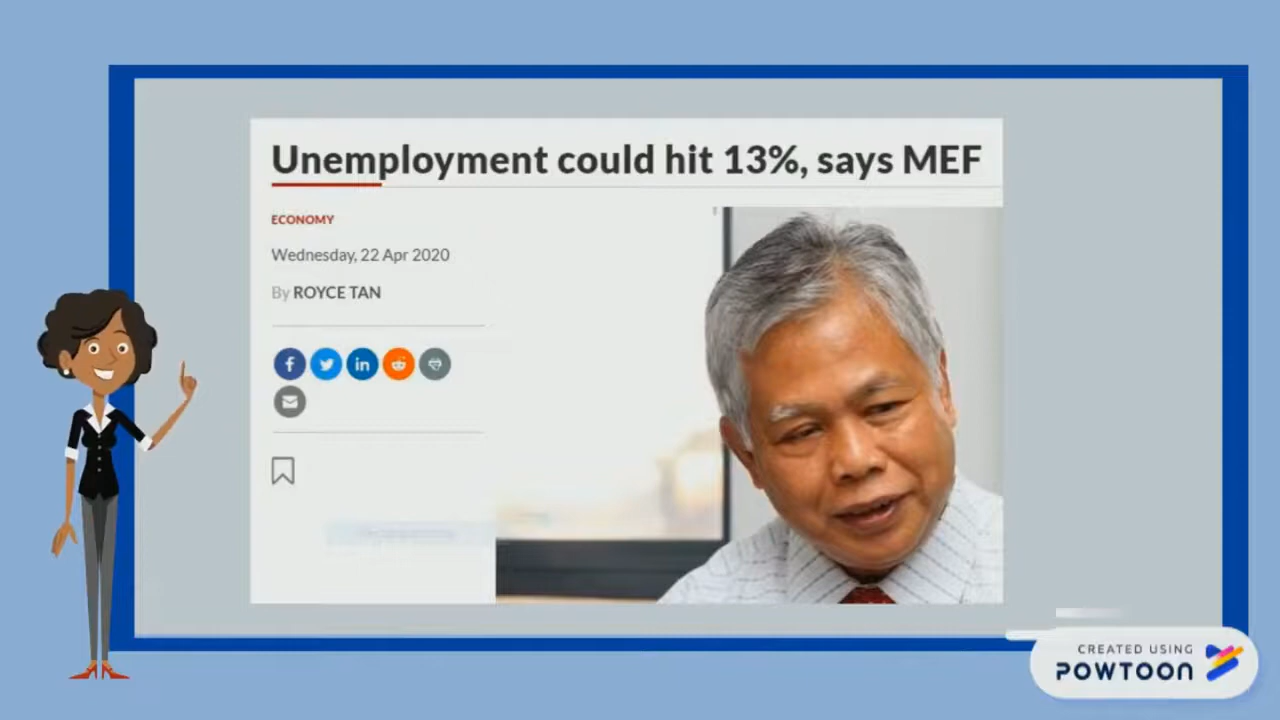 Unemployment could hit 13%, says MEF
ECONOMY
Wednesday, 22 Apr 2020
By ROYCE TAN
CREATED USING
POWTOON